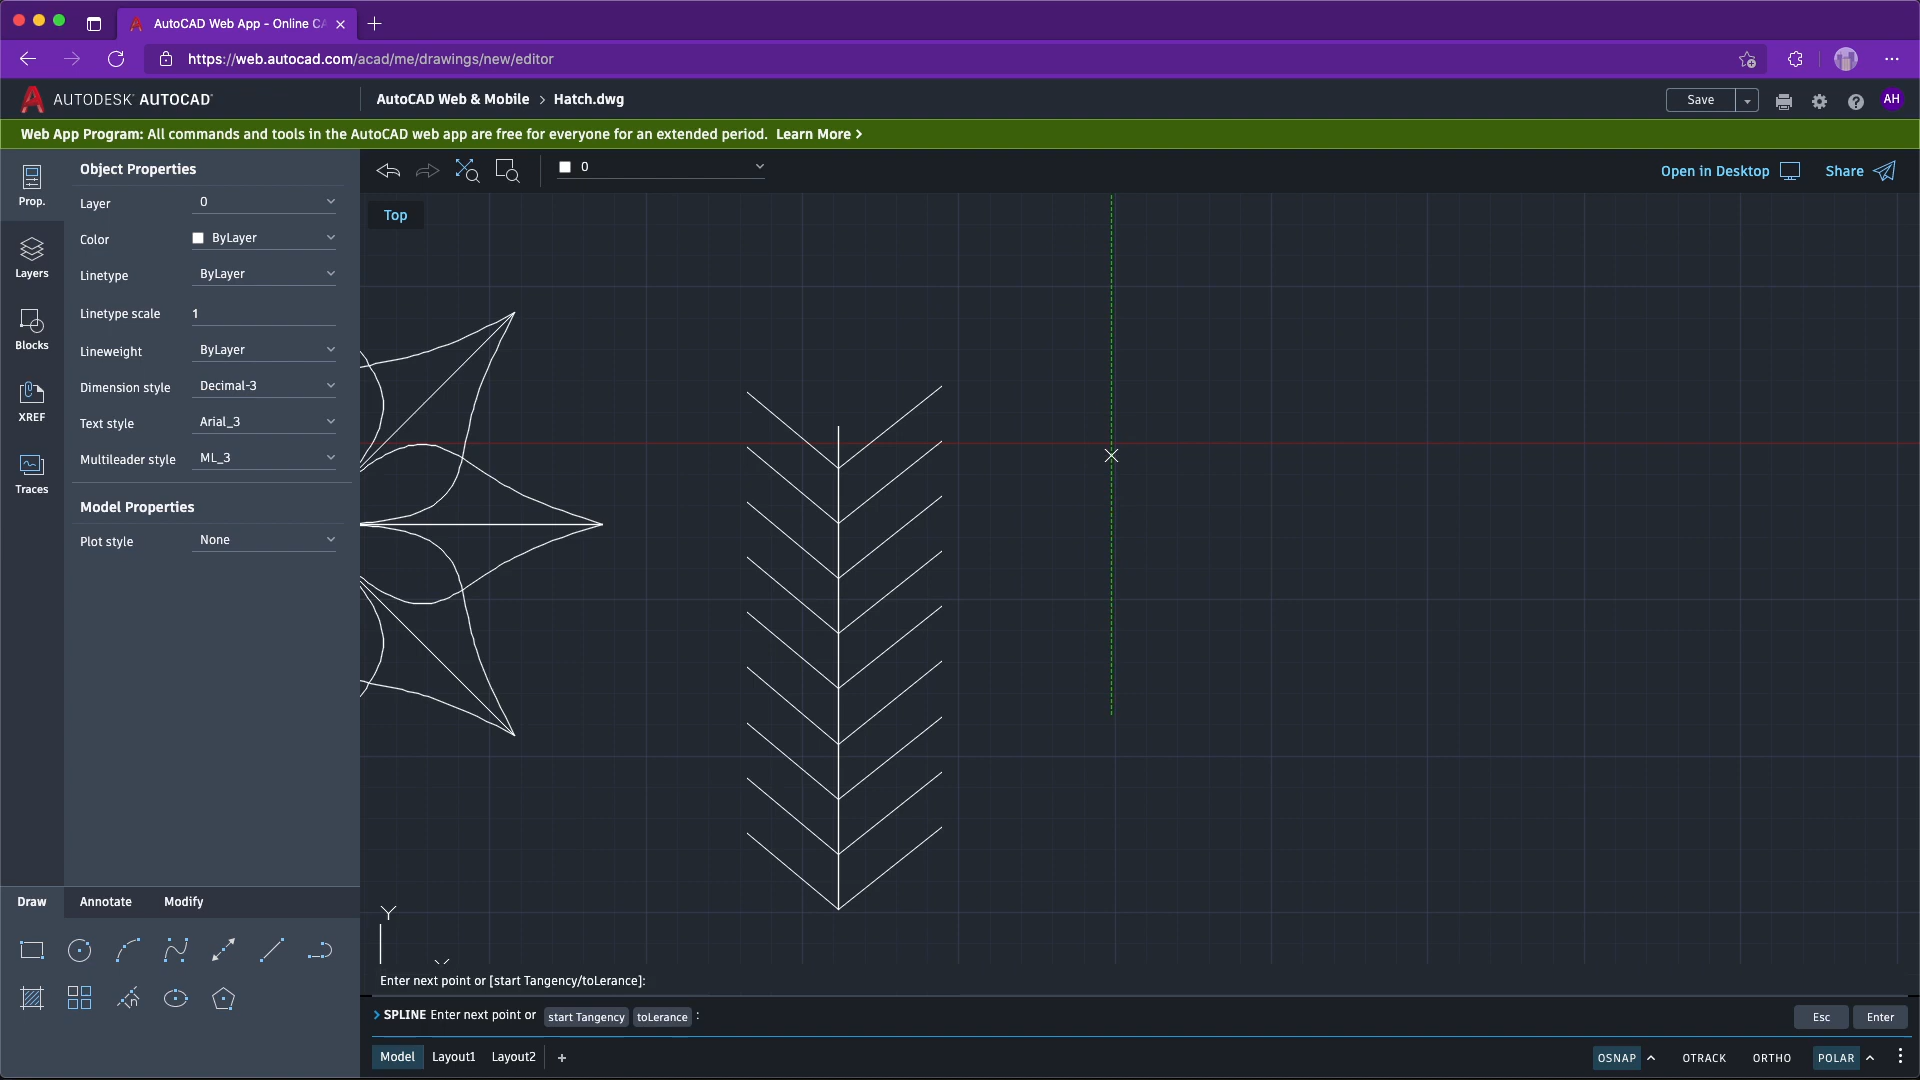 AutoCAD Web App - Online CA
https://web.autocad.com/acad/me/drawings/new/editor
AUTODESK AUTOCAD
AutoCAD Web & Mobile > Hatch.dwg
Save
AH
Web App Program: All commands and tools in the AutoCAD web app are free for everyone for an extended period. Learn More >
Prop.
Layers
Blocks
XREF
Traces
Object Properties
Layer 0
Color ByLayer
Linetype ByLayer
Linetype scale 1
Lineweight ByLayer
Dimension style Decimal-3
Text style Arial_3
Multileader style ML_3
Model Properties
Plot style None
0
Open in Desktop
Share
Top
Y
Draw Annotate Modify
Enter next point or [start Tangency/toLerance]:
> SPLINE Enter next point or start Tangency toLerance :
Esc Enter
Model Layout1 Layout2 +
OSNAP OTRACK ORTHO POLAR